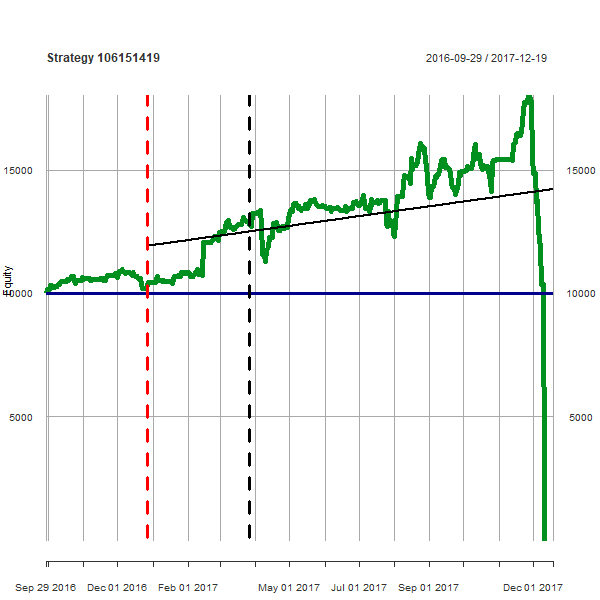 Strategy 106151419
2016-09-29 / 2017-12-19
15000
15000
Equity
10000
10000
5000
5000
Sep 29 2016
Dec 01 2016
Feb 01 2017
May 01 2017
Jul 01 2017
Sep 01 2017
Dec 01 2017